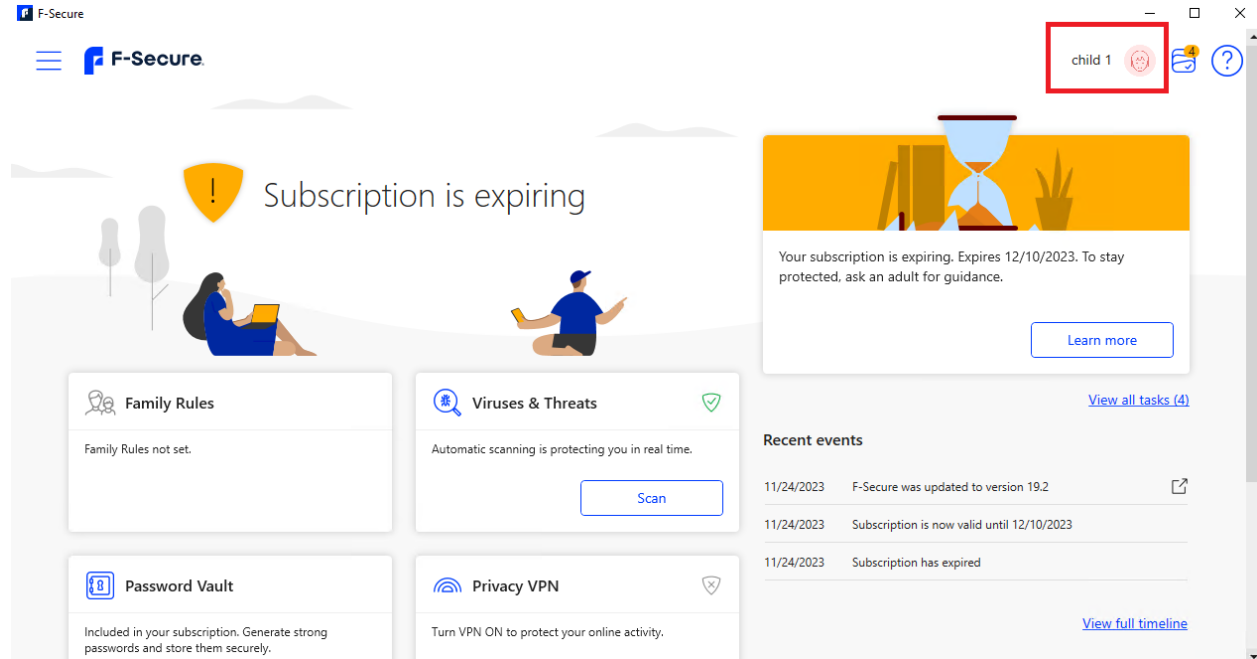 F-Secure
F-Secure.
child 1
4
?
!
Subscription is expiring
Your subscription is expiring. Expires 12/10/2023. To stay
protected, ask an adult for guidance.
Learn more
View all tasks (4)
Family Rules
Family Rules not set.
Viruses & Threats
Automatic scanning is protecting you in real time.
Scan
Recent events
11/24/2023 F-Secure was updated to version 19.2
11/24/2023 Subscription is now valid until 12/10/2023
11/24/2023 Subscription has expired
View full timeline
Password Vault
Included in your subscription. Generate strong
passwords and store them securely.
Privacy VPN
Turn VPN ON to protect your online activity.